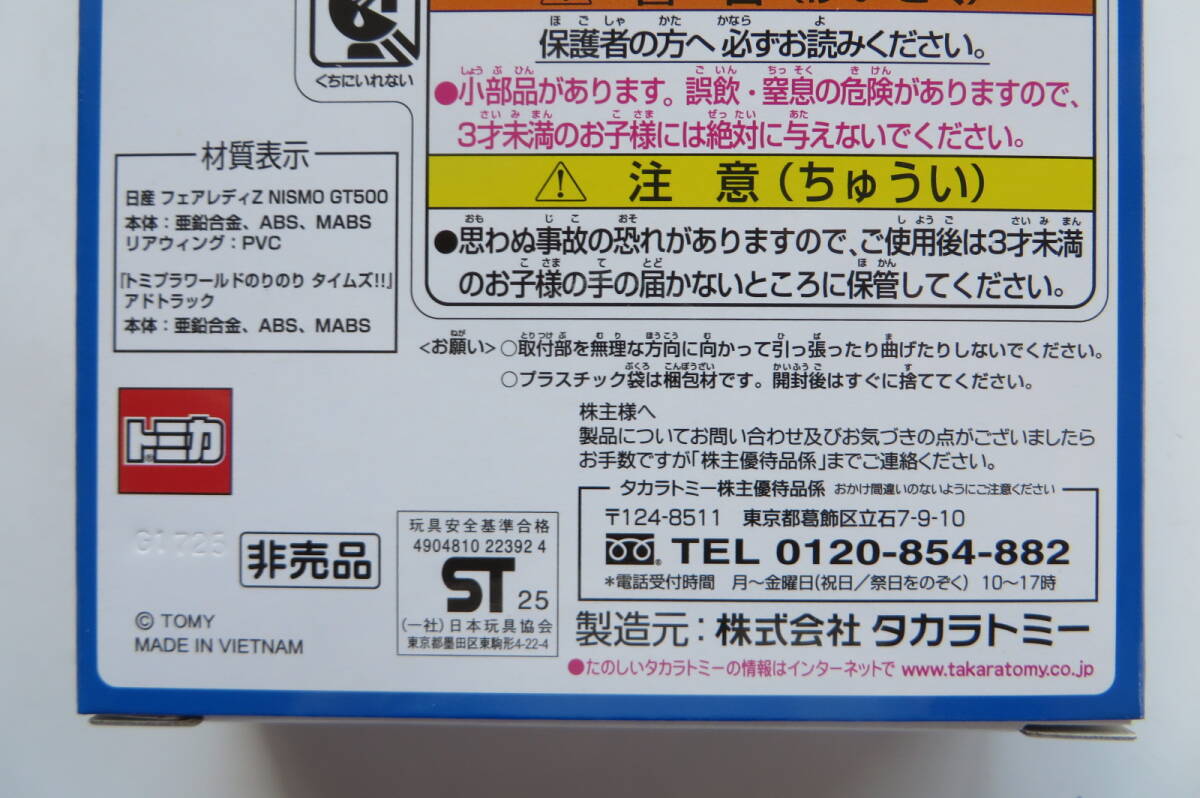 くちにいれない
警 告（けいこく）
保護者の方へ 必ずお読みください。
●小部品があります。誤飲・窒息の危険がありますので、
3才未満のお子様には絶対に与えないでください。
注 意（ちゅうい）
●思わぬ事故の恐れがありますので、ご使用後は3才未満
のお子様の手の届かないところに保管してください。
材質表示
日産 フェアレディZ NISMO GT500
本体：亜鉛合金、ABS、MABS
リアウィング：PVC
「トミプラワールドのりのり タイムズ!!」
アドトラック
本体：亜鉛合金、ABS、MABS
<お願い>○取付部を無理な方向に向かって引っ張ったり曲げたりしないでください。
○プラスチック袋は梱包材です。開封後はすぐに捨ててください。
株主様へ
製品についてお問い合わせ及びお気づきの点がございましたら
お手数ですが「株主優待品係」までご連絡ください。
タカラトミー株主優待品係 おかけ間違いのないようにご注意ください
〒124-8511 東京都葛飾区立石7-9-10
TEL 0120-854-882
*電話受付時間 月～金曜日(祝日／祭日をのぞく) 10～17時
製造元：株式会社 タカラトミー
●たのしいタカラトミーの情報はインターネットで www.takaratomy.co.jp
トミカ®
G1725
非売品
© TOMY
MADE IN VIETNAM
玩具安全基準合格
4904810 22392 4
ST 25
(一社)日本玩具協会
東京都墨田区東駒形4-22-4